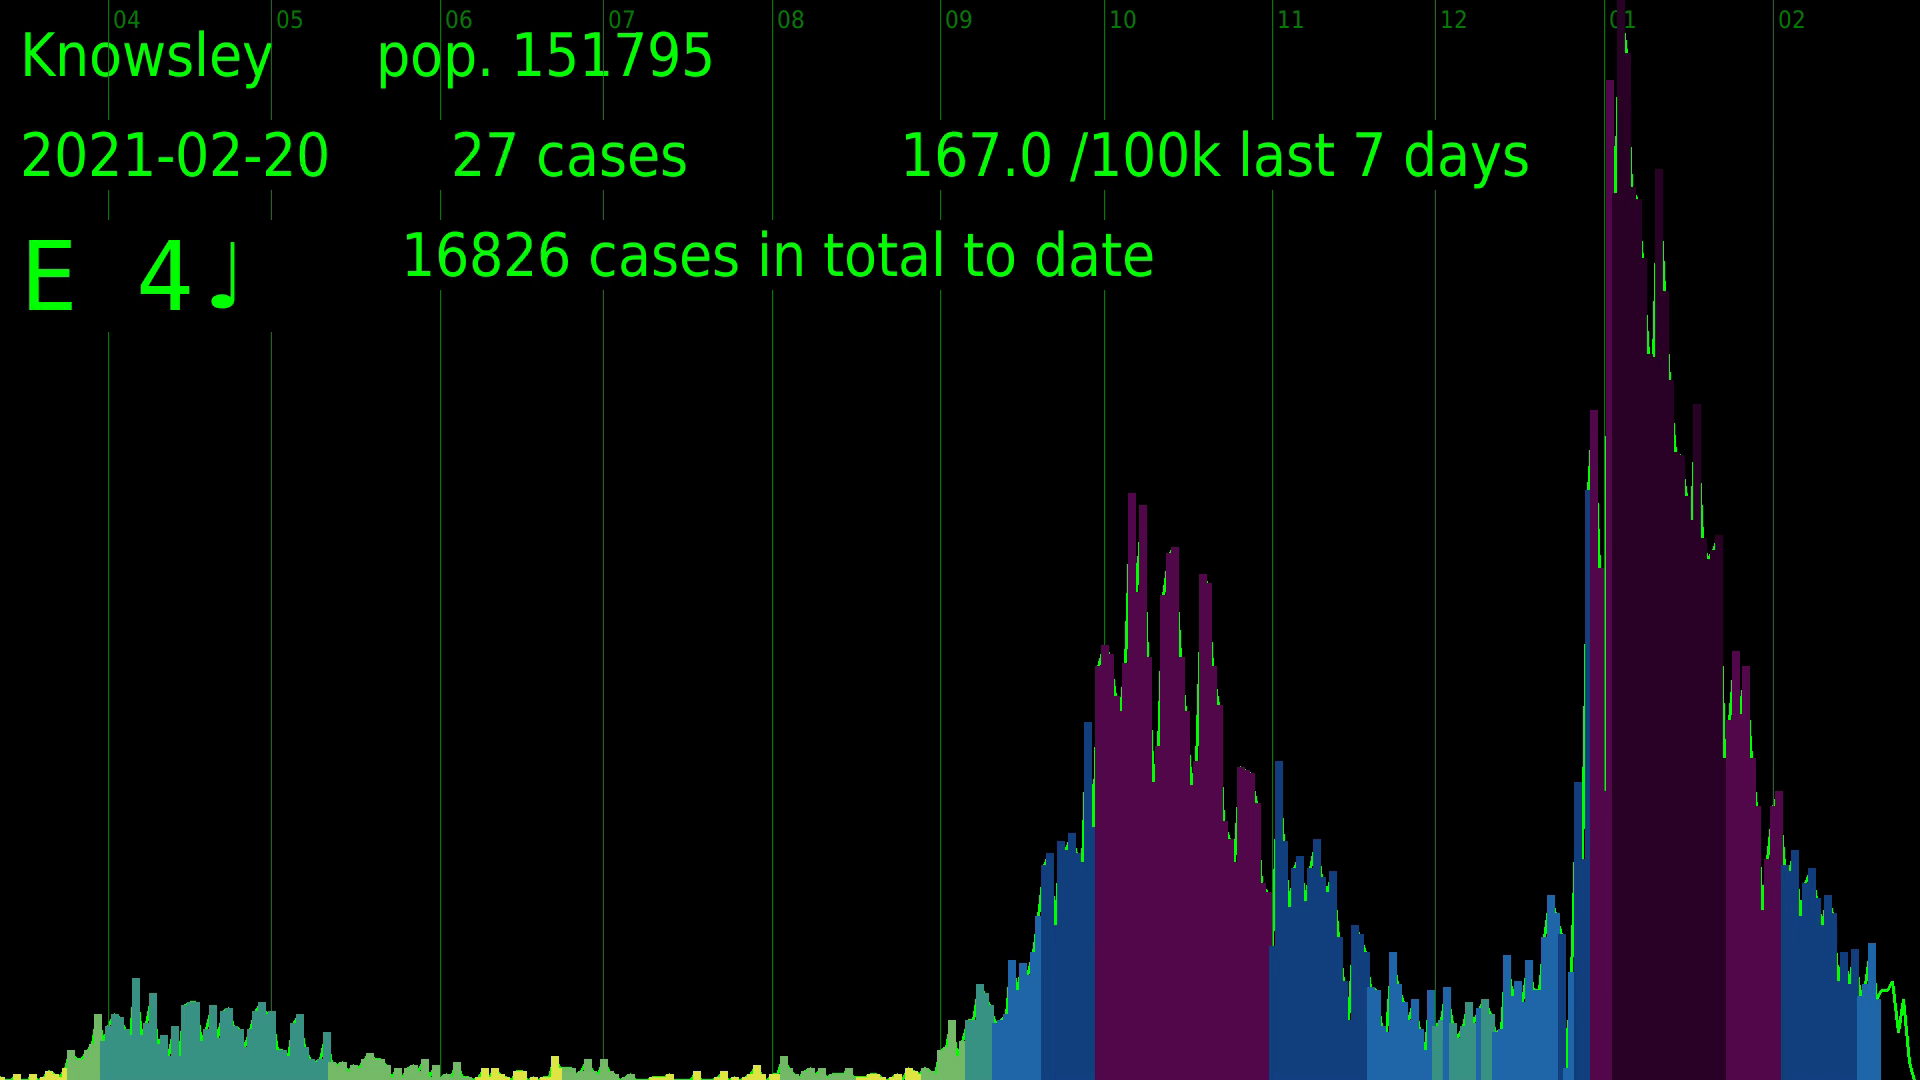 04 05 06 07 08 09 10 11 12 01 02
Knowsley pop. 151795
2021-02-20 27 cases 167.0 /100k last 7 days
E 4♩ 16826 cases in total to date